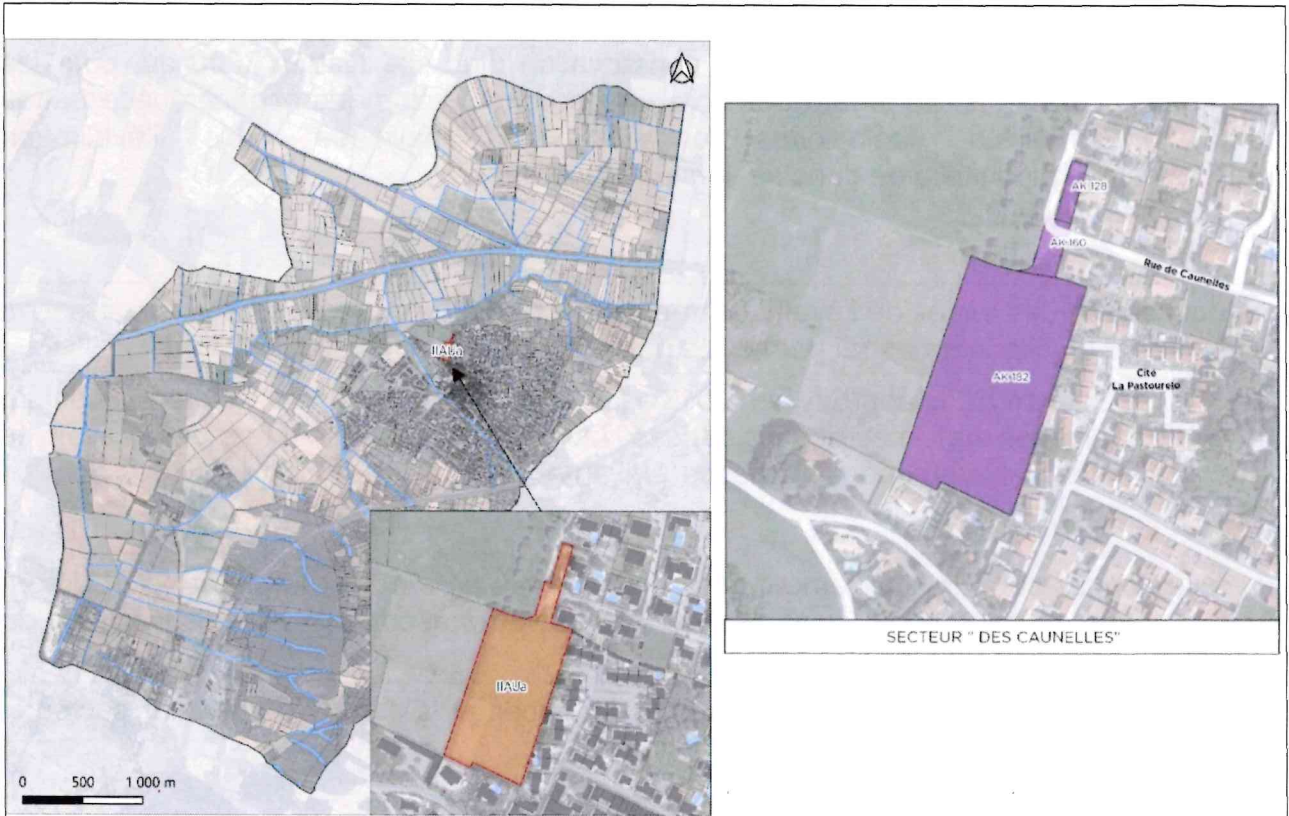 IIAUa
0 500 1 000 m
IIAUa
AK 128
AK 160
Rue de Caunelles
Cité
La Pastourelo
AK 182
SECTEUR " DES CAUNELLES"